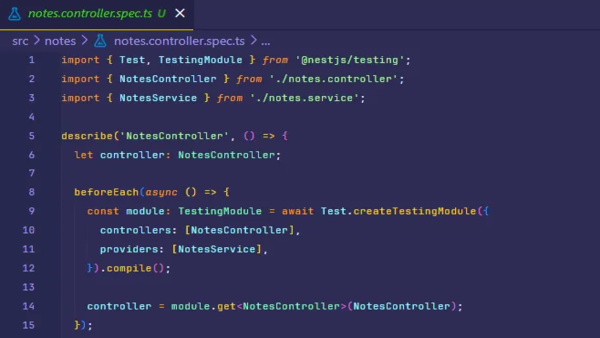 notes.controller.spec.ts U ✕
src > notes > notes.controller.spec.ts > ...
1 import { Test, TestingModule } from '@nestjs/testing';
2 import { NotesController } from './notes.controller';
3 import { NotesService } from './notes.service';
4
5 describe('NotesController', () => {
6   let controller: NotesController;
7
8   beforeEach(async () => {
9     const module: TestingModule = await Test.createTestingModule({
10       controllers: [NotesController],
11       providers: [NotesService],
12     }).compile();
13
14     controller = module.get<NotesController>(NotesController);
15   });